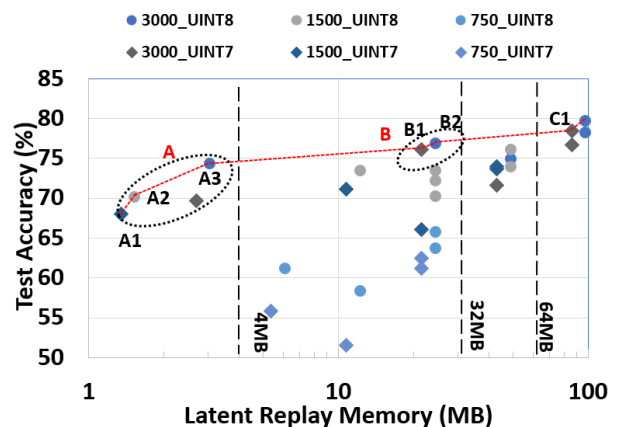 3000_UINT8 1500_UINT8 750_UINT8
3000_UINT7 1500_UINT7 750_UINT7
Test Accuracy (%)
85
80
75
70
65
60
55
50
A
A1
A2
A3
B
B1
B2
C1
4MB
32MB
64MB
1 10 100
Latent Replay Memory (MB)